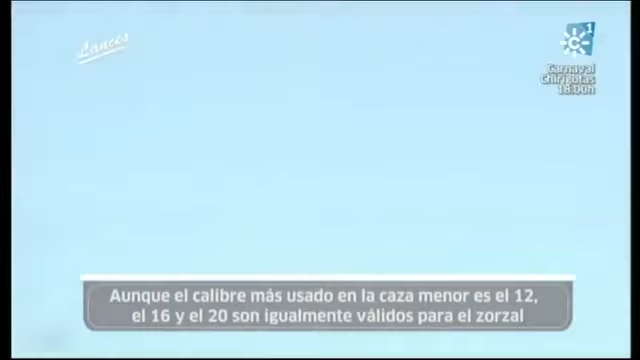 Lances
1
Carnaval
Chirigotas
18:00h
Aunque el calibre más usado en la caza menor es el 12,
el 16 y el 20 son igualmente válidos para el zorzal